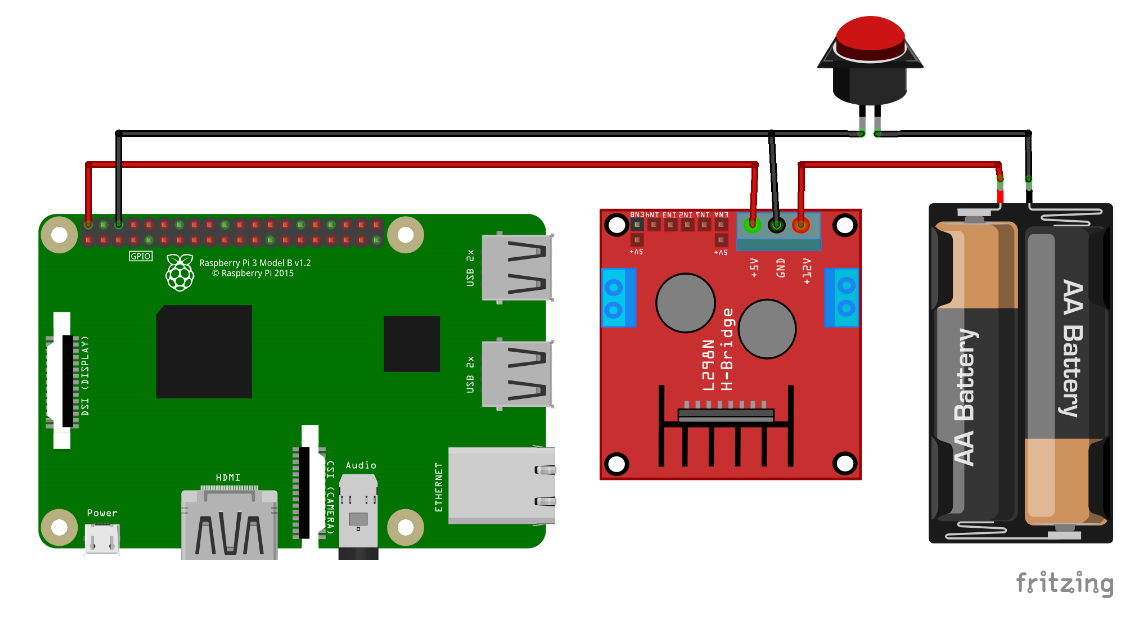 GPIO
Raspberry Pi 3 Model B v1.2
© Raspberry Pi 2015
USB 2x
USB 2x
DSI (DISPLAY)
CSI (CAMERA)
HDMI
Audio
ETHERNET
Power
ENB IN4 IN3 IN2 IN1 ENA
5V+
5V+
+5V
GND
+12V
L298N
H-Bridge
AA Battery
AA Battery
fritzing